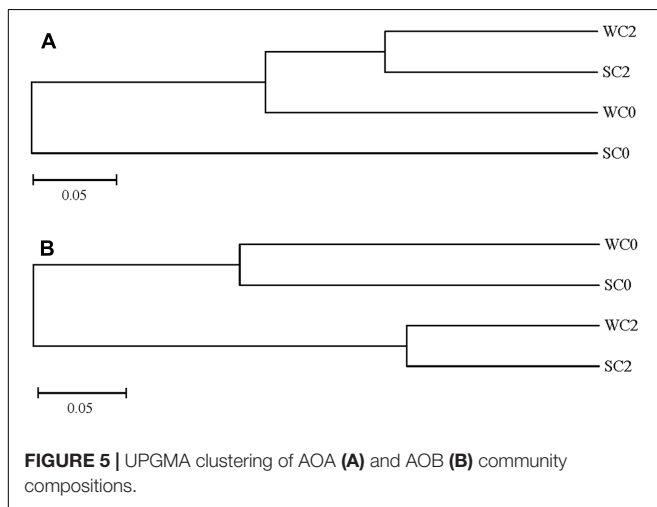 A
WC2
SC2
WC0
SC0
0.05
B
WC0
SC0
WC2
SC2
0.05
FIGURE 5 | UPGMA clustering of AOA (A) and AOB (B) community
compositions.